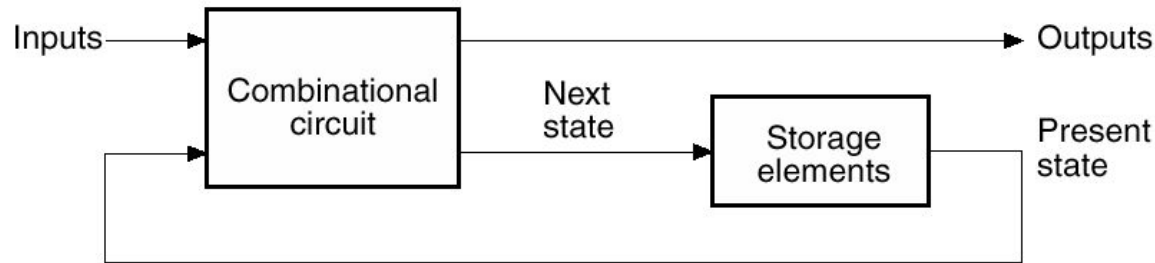 Inputs
Combinational
circuit
Next
state
Storage
elements
Outputs
Present
state